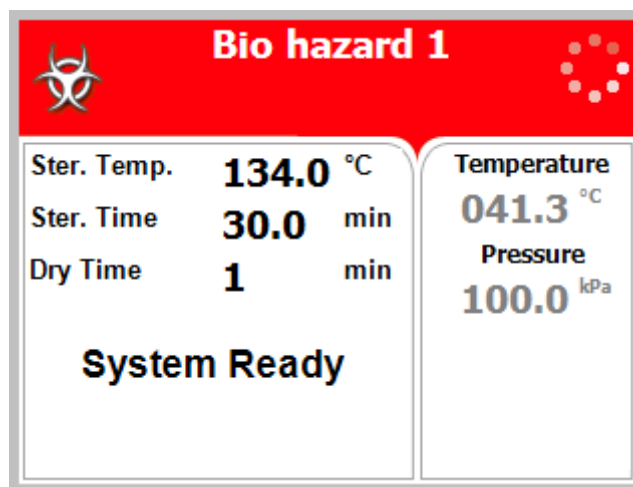 Bio hazard 1
Ster. Temp. 134.0 °C
Ster. Time 30.0 min
Dry Time 1 min
System Ready
Temperature
041.3 °C
Pressure
100.0 kPa